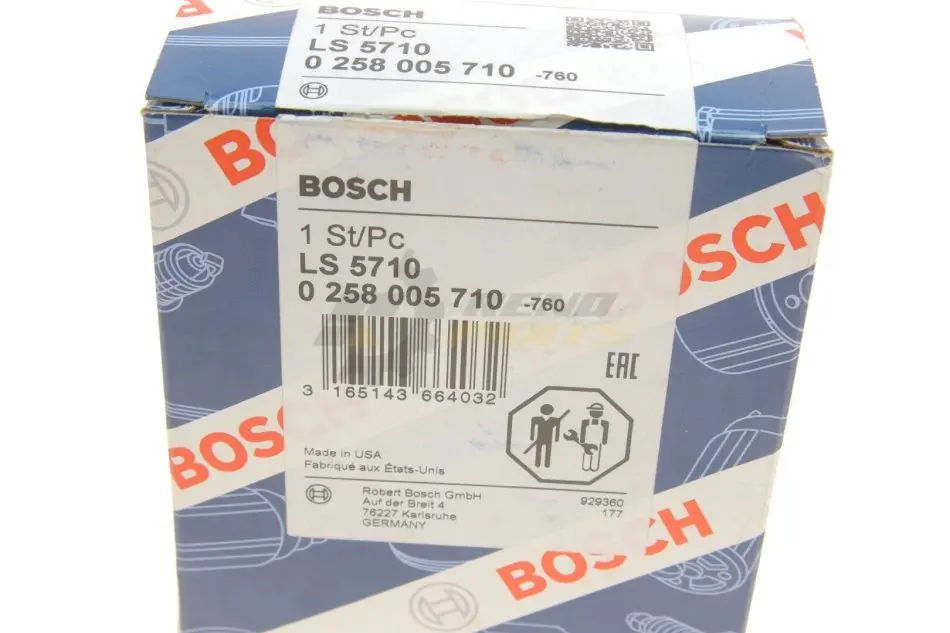 BOSCH
1 St/Pc
LS 5710
0 258 005 710 -760
BOSCH
BOSCH
1 St/Pc
LS 5710
0 258 005 710 -760
3 165143 664032
EAC
Made in USA
Fabriqué aux États-Unis
Robert Bosch GmbH
Auf der Breit 4
76227 Karlsruhe
GERMANY
929360
177
BOSCH
BOSC
BOSCH